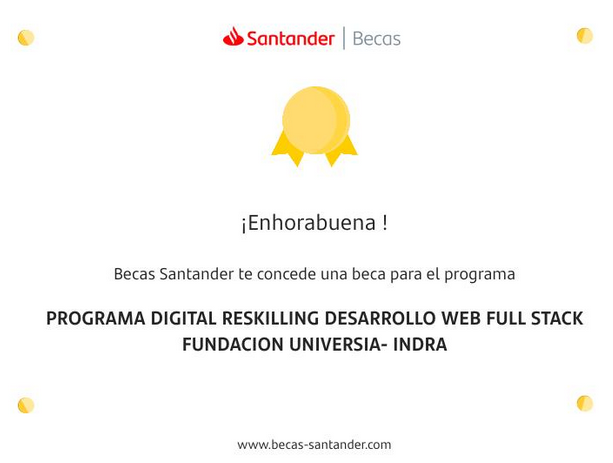 Santander | Becas
¡Enhorabuena !
Becas Santander te concede una beca para el programa
PROGRAMA DIGITAL RESKILLING DESARROLLO WEB FULL STACK
FUNDACION UNIVERSIA- INDRA
www.becas-santander.com